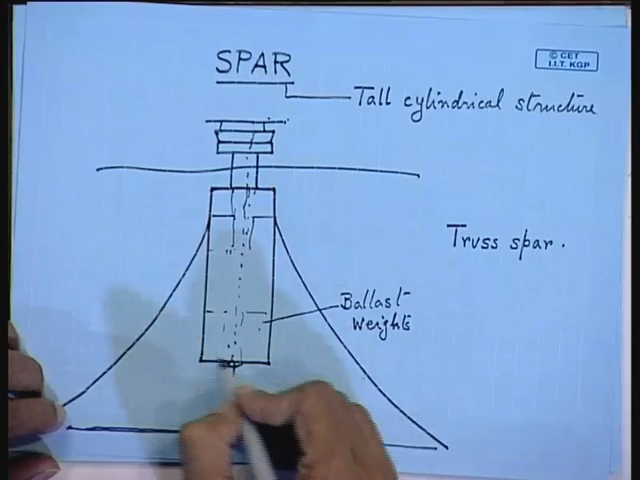 SPAR
© CET
I.I.T. KGP
Tall cylindrical structure
Truss spar.
Ballast
Weights